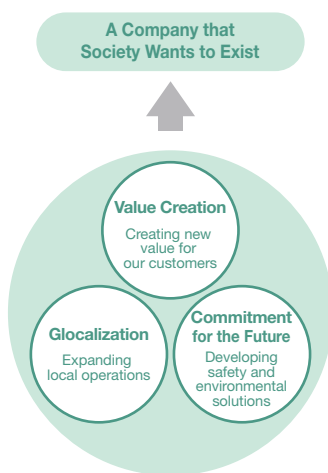 A Company that
Society Wants to Exist
Value Creation
Creating new
value for
our customers
Glocalization
Expanding
local operations
Commitment
for the Future
Developing
safety and
environmental
solutions